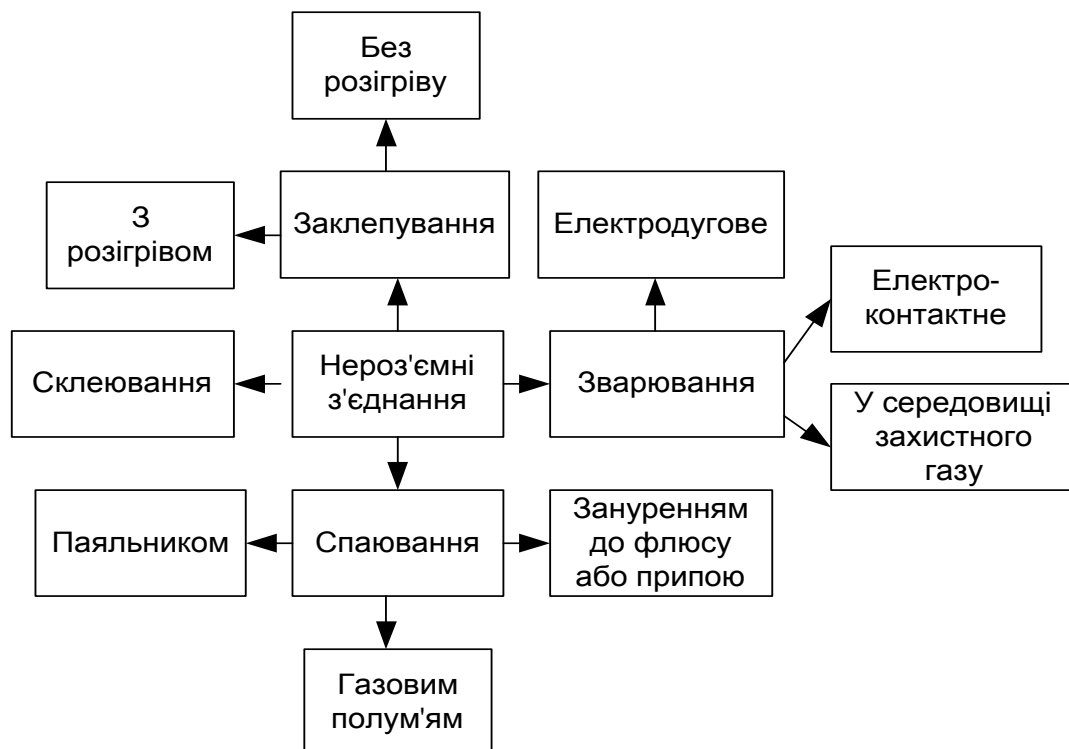 Без
розігріву
З
розігрівом
Заклепування
Електродугове
Електро-
контактне
Склеювання
Нероз'ємні
з'єднання
Зварювання
У середовищі
захистного
газу
Паяльником
Спаювання
Зануренням
до флюсу
або припою
Газовим
полум'ям